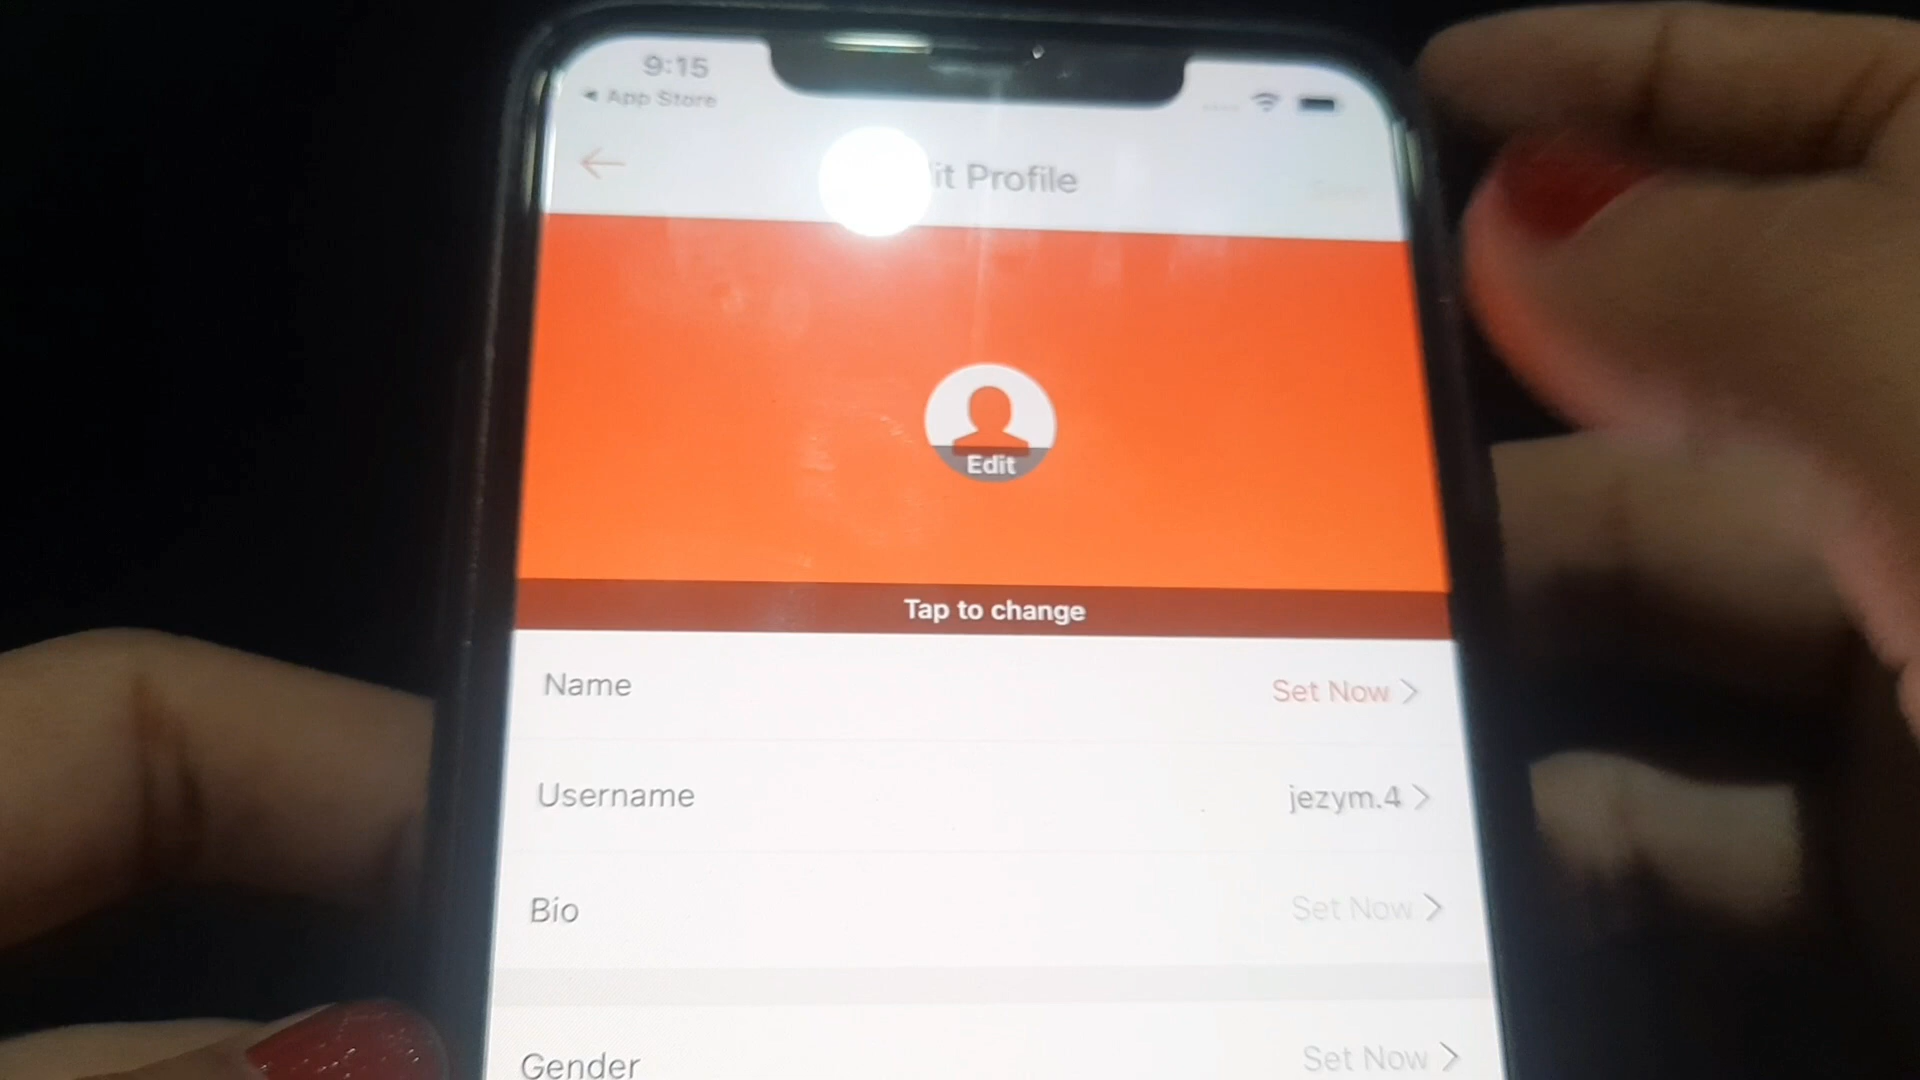 9:15
◀ App Store
it Profile
Edit
Tap to change
Name
Set Now >
Username
jezym.4 >
Bio
Set Now >
Gender
Set Now >